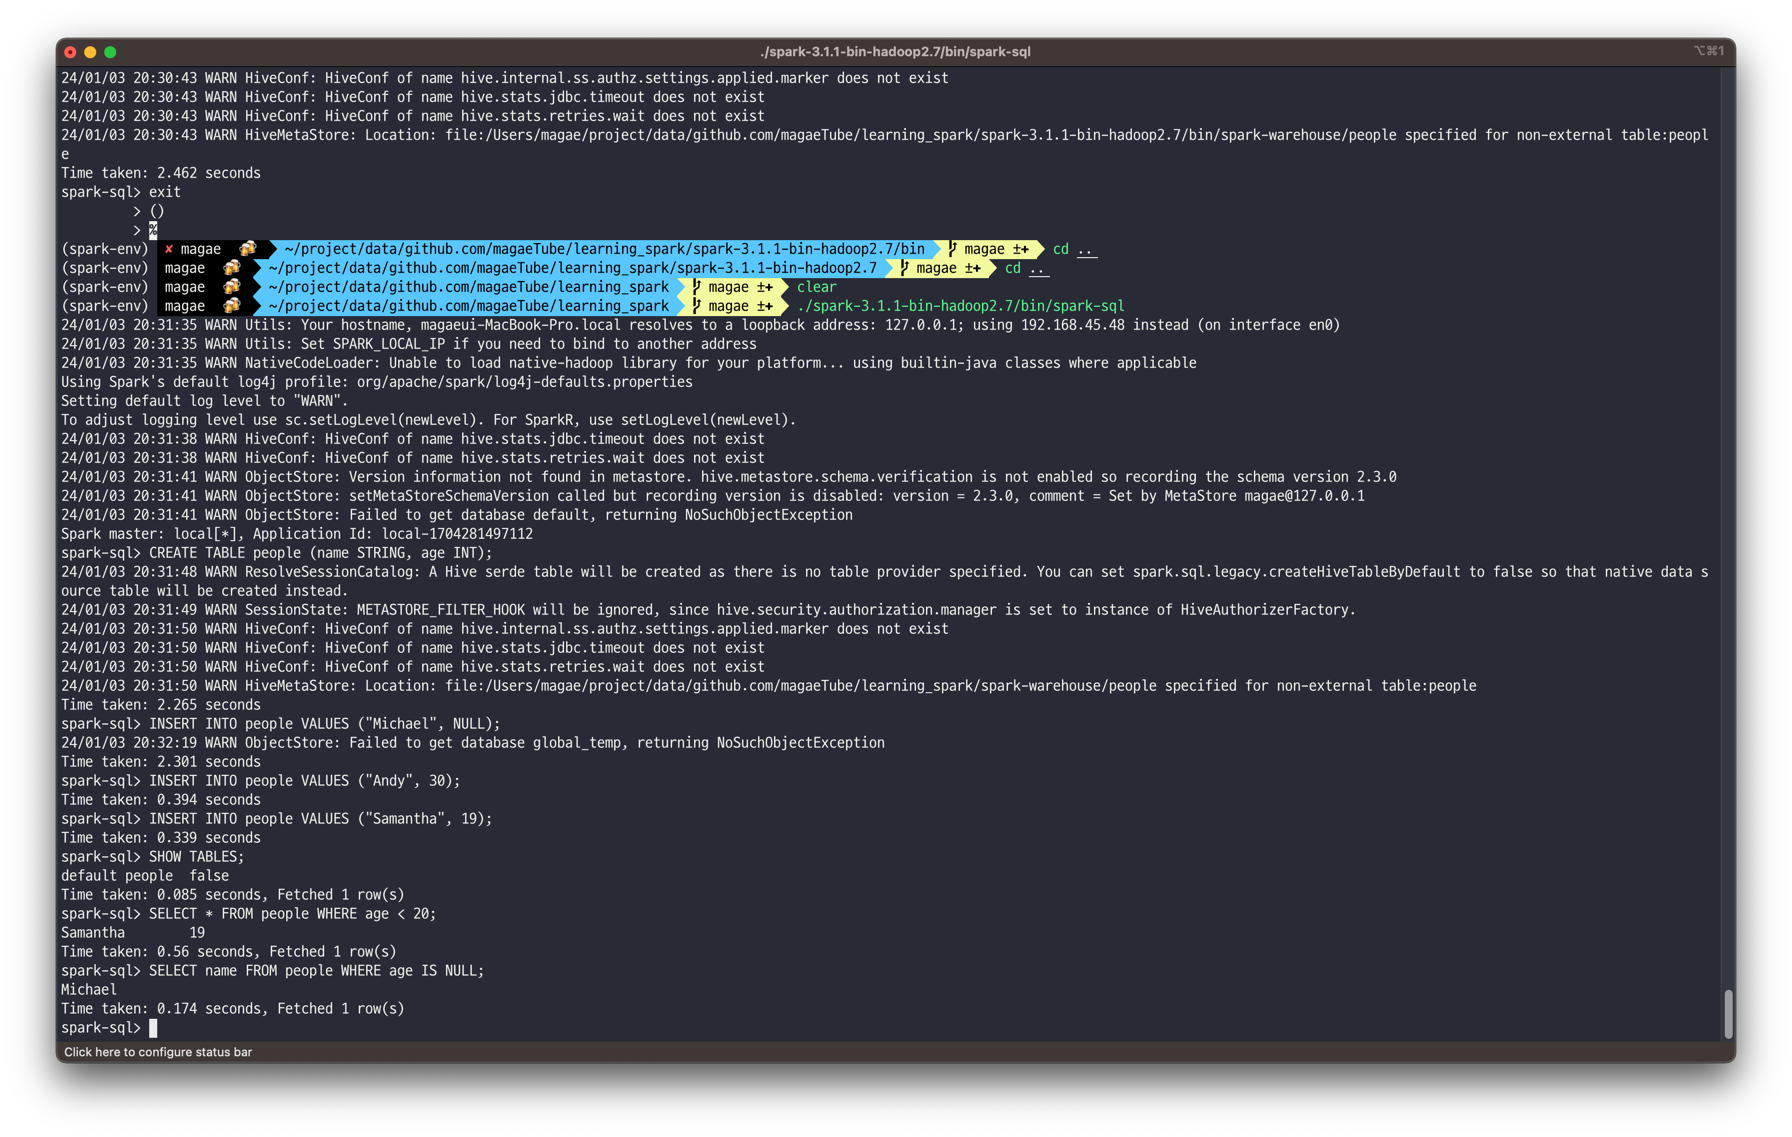 ./spark-3.1.1-bin-hadoop2.7/bin/spark-sql
⌥⌘1
24/01/03 20:30:43 WARN HiveConf: HiveConf of name hive.internal.ss.authz.settings.applied.marker does not exist
24/01/03 20:30:43 WARN HiveConf: HiveConf of name hive.stats.jdbc.timeout does not exist
24/01/03 20:30:43 WARN HiveConf: HiveConf of name hive.stats.retries.wait does not exist
24/01/03 20:30:43 WARN HiveMetaStore: Location: file:/Users/magae/project/data/github.com/magaeTube/learning_spark/spark-3.1.1-bin-hadoop2.7/bin/spark-warehouse/people specified for non-external table:peopl
e
Time taken: 2.462 seconds
spark-sql> exit
> ()
> %
(spark-env) ✘ magae 🍻 ~/project/data/github.com/magaeTube/learning_spark/spark-3.1.1-bin-hadoop2.7/bin magae ±✚ cd ..
(spark-env) magae 🍻 ~/project/data/github.com/magaeTube/learning_spark/spark-3.1.1-bin-hadoop2.7 magae ±✚ cd ..
(spark-env) magae 🍻 ~/project/data/github.com/magaeTube/learning_spark magae ±✚ clear
(spark-env) magae 🍻 ~/project/data/github.com/magaeTube/learning_spark magae ±✚ ./spark-3.1.1-bin-hadoop2.7/bin/spark-sql
24/01/03 20:31:35 WARN Utils: Your hostname, magaeui-MacBook-Pro.local resolves to a loopback address: 127.0.0.1; using 192.168.45.48 instead (on interface en0)
24/01/03 20:31:35 WARN Utils: Set SPARK_LOCAL_IP if you need to bind to another address
24/01/03 20:31:35 WARN NativeCodeLoader: Unable to load native-hadoop library for your platform... using builtin-java classes where applicable
Using Spark's default log4j profile: org/apache/spark/log4j-defaults.properties
Setting default log level to "WARN".
To adjust logging level use sc.setLogLevel(newLevel). For SparkR, use setLogLevel(newLevel).
24/01/03 20:31:38 WARN HiveConf: HiveConf of name hive.stats.jdbc.timeout does not exist
24/01/03 20:31:38 WARN HiveConf: HiveConf of name hive.stats.retries.wait does not exist
24/01/03 20:31:41 WARN ObjectStore: Version information not found in metastore. hive.metastore.schema.verification is not enabled so recording the schema version 2.3.0
24/01/03 20:31:41 WARN ObjectStore: setMetaStoreSchemaVersion called but recording version is disabled: version = 2.3.0, comment = Set by MetaStore magae@127.0.0.1
24/01/03 20:31:41 WARN ObjectStore: Failed to get database default, returning NoSuchObjectException
Spark master: local[*], Application Id: local-1704281497112
spark-sql> CREATE TABLE people (name STRING, age INT);
24/01/03 20:31:48 WARN ResolveSessionCatalog: A Hive serde table will be created as there is no table provider specified. You can set spark.sql.legacy.createHiveTableByDefault to false so that native data s
ource table will be created instead.
24/01/03 20:31:49 WARN SessionState: METASTORE_FILTER_HOOK will be ignored, since hive.security.authorization.manager is set to instance of HiveAuthorizerFactory.
24/01/03 20:31:50 WARN HiveConf: HiveConf of name hive.internal.ss.authz.settings.applied.marker does not exist
24/01/03 20:31:50 WARN HiveConf: HiveConf of name hive.stats.jdbc.timeout does not exist
24/01/03 20:31:50 WARN HiveConf: HiveConf of name hive.stats.retries.wait does not exist
24/01/03 20:31:50 WARN HiveMetaStore: Location: file:/Users/magae/project/data/github.com/magaeTube/learning_spark/spark-warehouse/people specified for non-external table:people
Time taken: 2.265 seconds
spark-sql> INSERT INTO people VALUES ("Michael", NULL);
24/01/03 20:32:19 WARN ObjectStore: Failed to get database global_temp, returning NoSuchObjectException
Time taken: 2.301 seconds
spark-sql> INSERT INTO people VALUES ("Andy", 30);
Time taken: 0.394 seconds
spark-sql> INSERT INTO people VALUES ("Samantha", 19);
Time taken: 0.339 seconds
spark-sql> SHOW TABLES;
default people  false
Time taken: 0.085 seconds, Fetched 1 row(s)
spark-sql> SELECT * FROM people WHERE age < 20;
Samantha        19
Time taken: 0.56 seconds, Fetched 1 row(s)
spark-sql> SELECT name FROM people WHERE age IS NULL;
Michael
Time taken: 0.174 seconds, Fetched 1 row(s)
spark-sql>
Click here to configure status bar